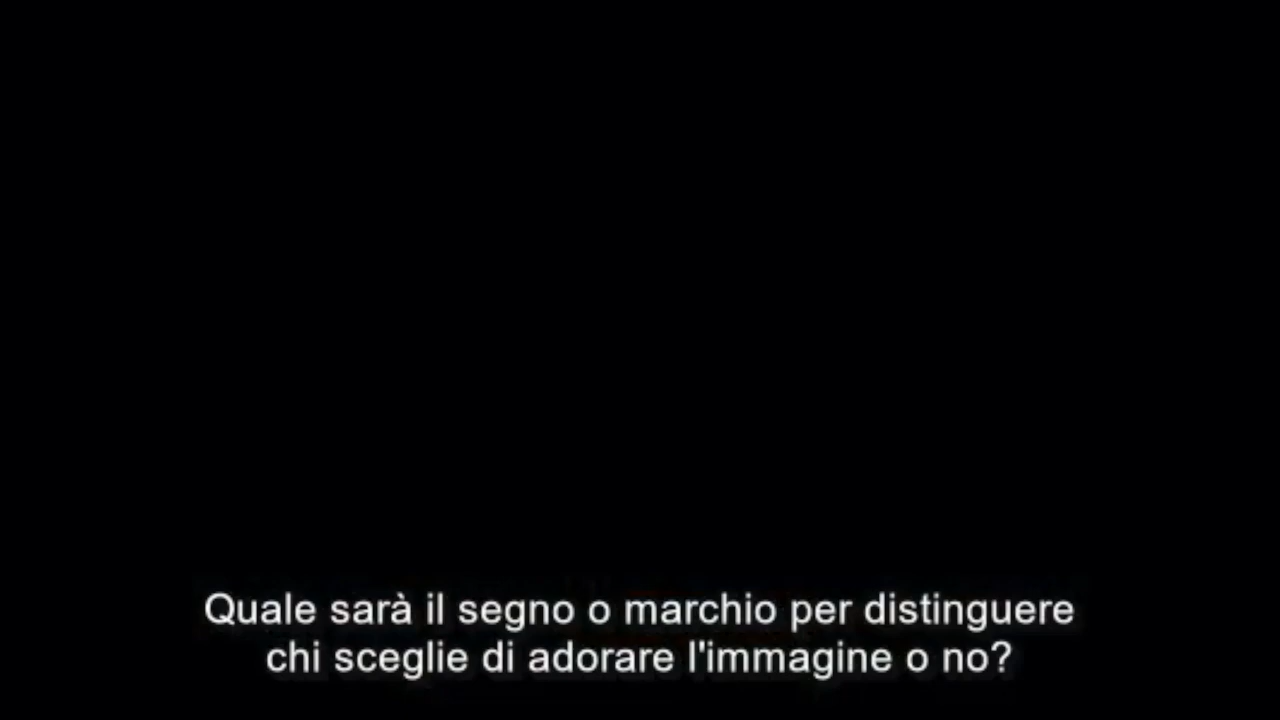 Quale sarà il segno o marchio per distinguere
chi sceglie di adorare l'immagine o no?